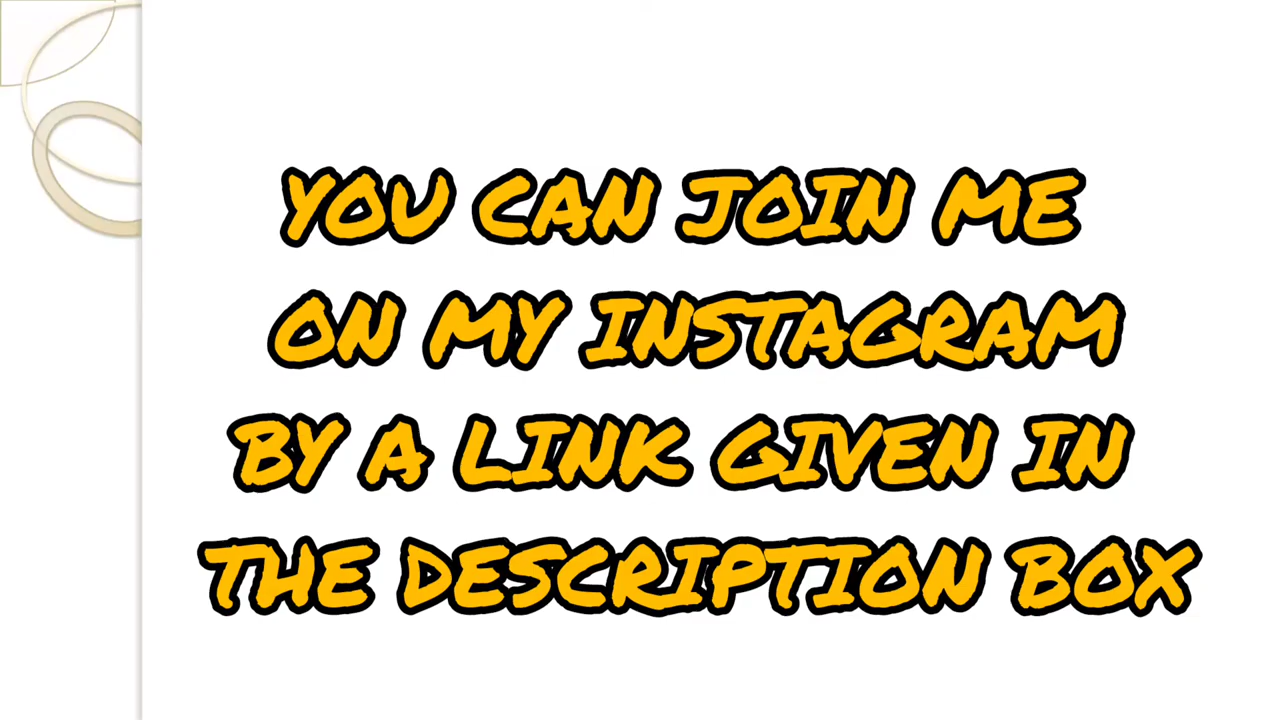 YOU CAN JOIN ME
ON MY INSTAGRAM
BY A LINK GIVEN IN
THE DESCRIPTION BOX